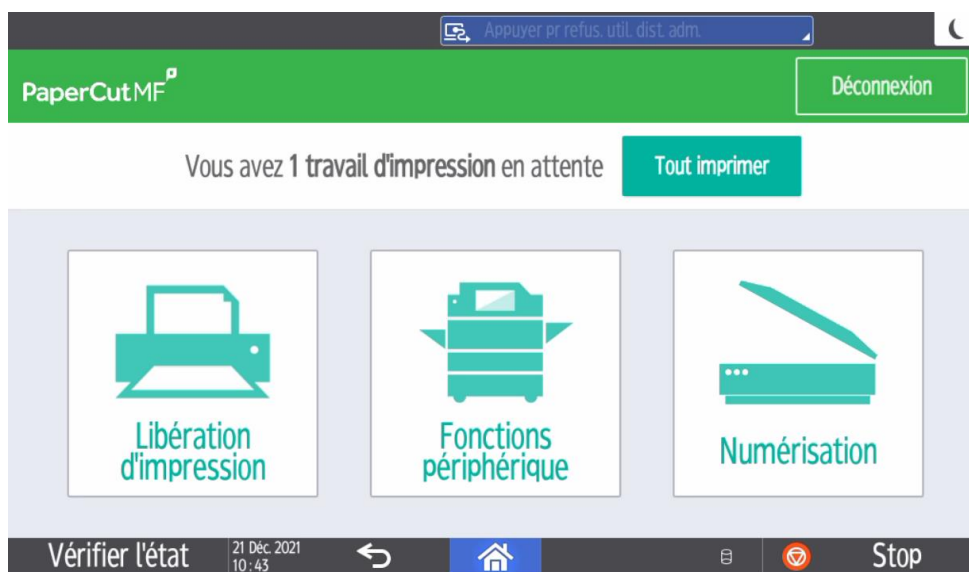 Appuyer pr refus. util. dist. adm.
PaperCut MF
Déconnexion
Vous avez 1 travail d'impression en attente
Tout imprimer
Libération
d'impression
Fonctions
périphérique
Numérisation
Vérifier l'état
21 Déc. 2021
10:43
Stop